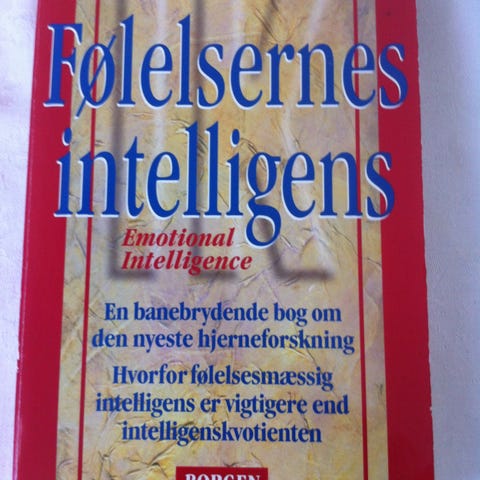 Følelsernes
intelligens
Emotional
Intelligence
En banebrydende bog om
den nyeste hjerneforskning
Hvorfor følelsesmæssig
intelligens er vigtigere end
intelligenskvotienten
BORGEN